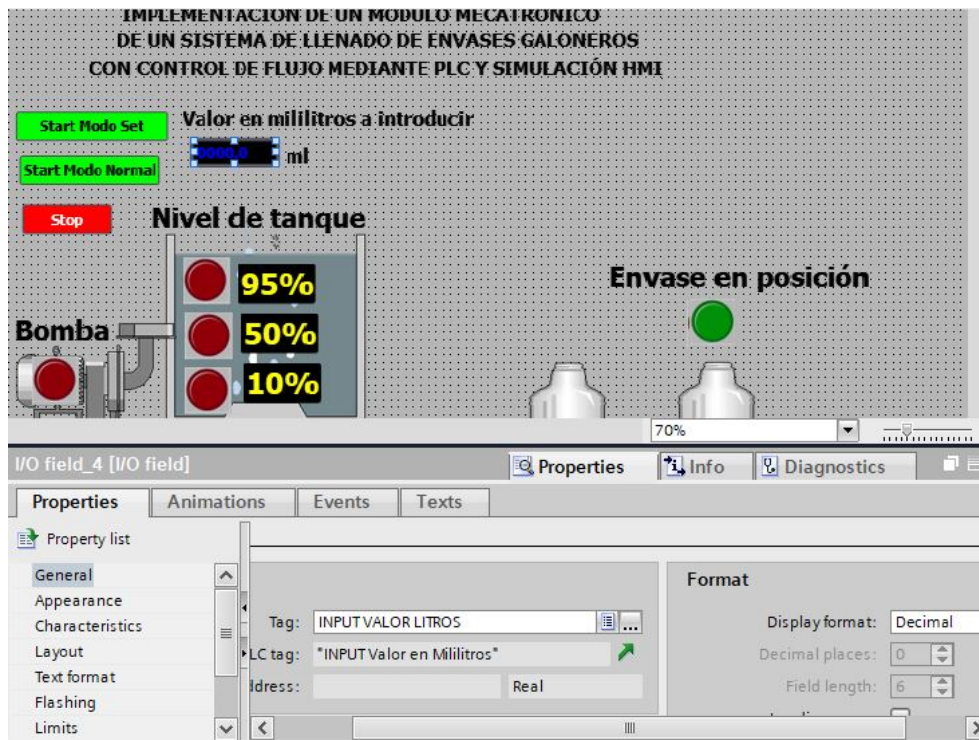 IMPLEMENTACIÓN DE UN MÓDULO MECATRÓNICO
DE UN SISTEMA DE LLENADO DE ENVASES GALONEROS
CON CONTROL DE FLUJO MEDIANTE PLC Y SIMULACIÓN HMI
Start Modo Set
Valor en mililitros a introducir
0000.0 ml
Start Modo Normal
Stop
Nivel de tanque
95%
Envase en posición
Bomba
50%
10%
70%
I/O field_4 [I/O field]
Properties
Info
Diagnostics
Properties
Animations
Events
Texts
Property list
General
Appearance
Characteristics
Layout
Text format
Flashing
Limits
Tag: INPUT VALOR LITROS
...
LC tag: "INPUT Valor en Mililitros"
ddress: Real
Format
Display format: Decimal
Decimal places: 0
Field length: 6